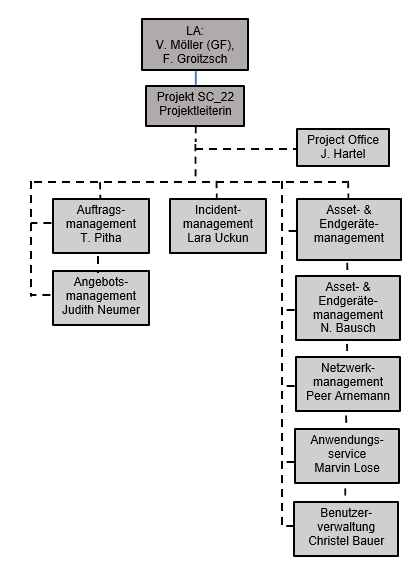 LA:
V. Möller (GF),
F. Groitzsch
Projekt SC_22
Projektleiterin
Project Office
J. Hartel
Auftrags-
management
T. Pitha
Incident-
management
Lara Uckun
Asset- &
Endgeräte-
management
Angebots-
management
Judith Neumer
Asset- &
Endgeräte-
management
N. Bausch
Netzwerk-
management
Peer Arnemann
Anwendungs-
service
Marvin Lose
Benutzer-
verwaltung
Christel Bauer